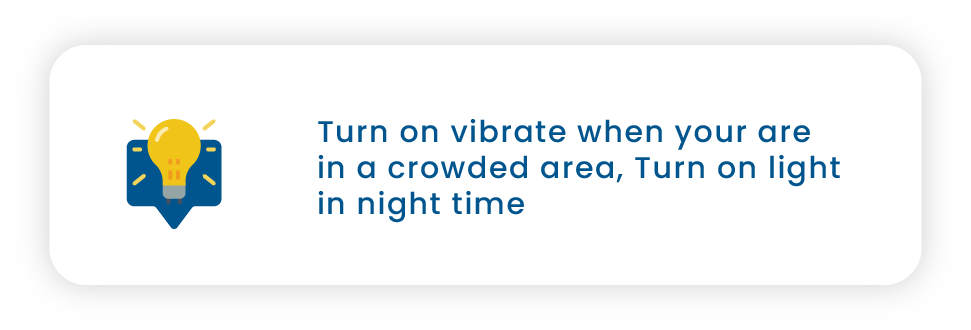 Turn on vibrate when your are
in a crowded area, Turn on light
in night time